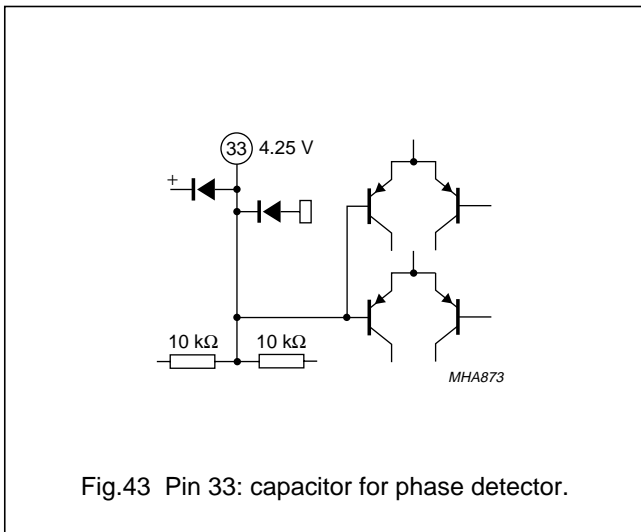 33 4.25 V
+
10 kΩ 10 kΩ
MHA873
Fig.43 Pin 33: capacitor for phase detector.